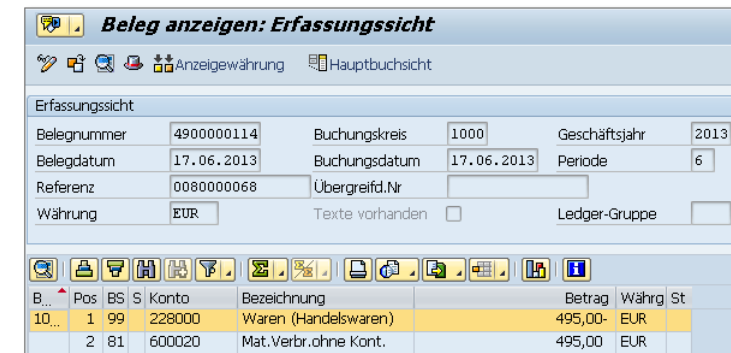 Beleg anzeigen: Erfassungssicht
Anzeigewährung Hauptbuchsicht
Erfassungssicht
Belegnummer 4900000114 Buchungskreis 1000 Geschäftsjahr 2013
Belegdatum 17.06.2013 Buchungsdatum 17.06.2013 Periode 6
Referenz 0080000068 Übergreifd.Nr
Währung EUR Texte vorhanden Ledger-Gruppe
B... Pos BS S Konto Bezeichnung Betrag Währg St
10... 1 99 228000 Waren (Handelswaren) 495,00- EUR
2 81 600020 Mat.Verbr.ohne Kont. 495,00 EUR